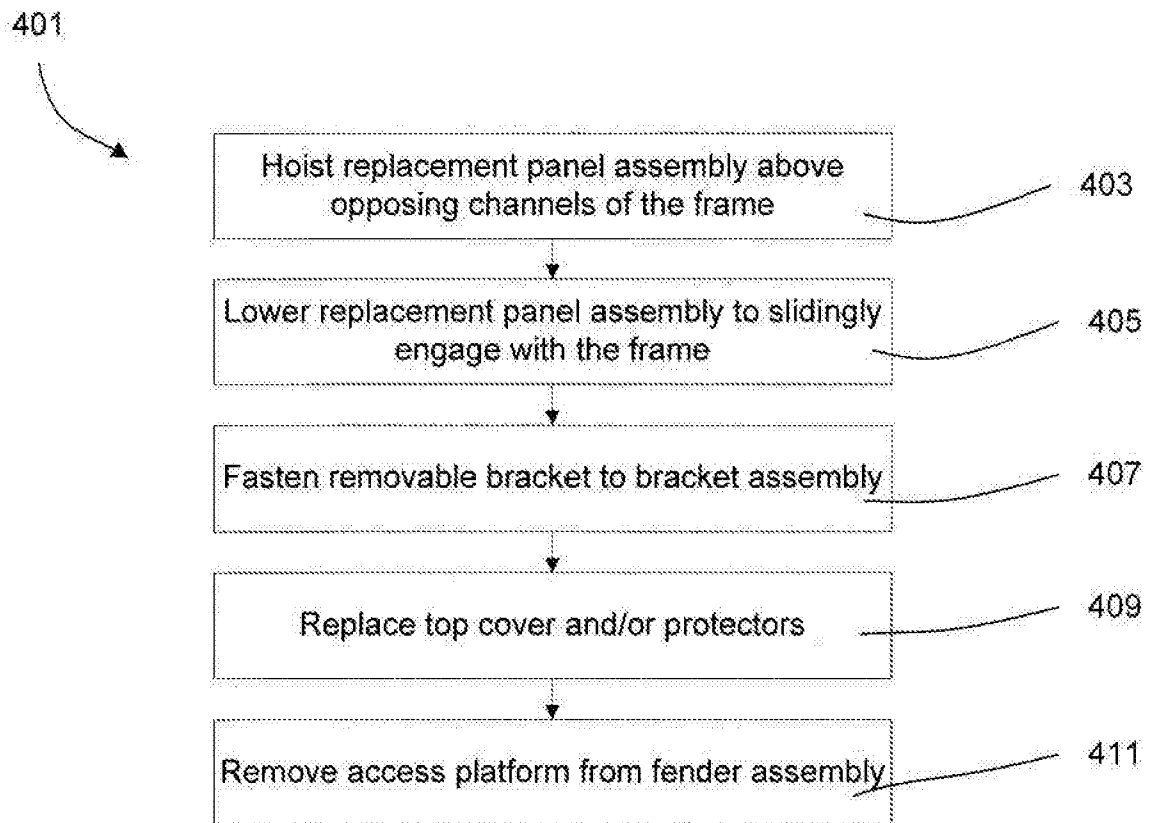 401
Hoist replacement panel assembly above
opposing channels of the frame
403
Lower replacement panel assembly to slidingly
engage with the frame
405
Fasten removable bracket to bracket assembly
407
Replace top cover and/or protectors
409
Remove access platform from fender assembly
411